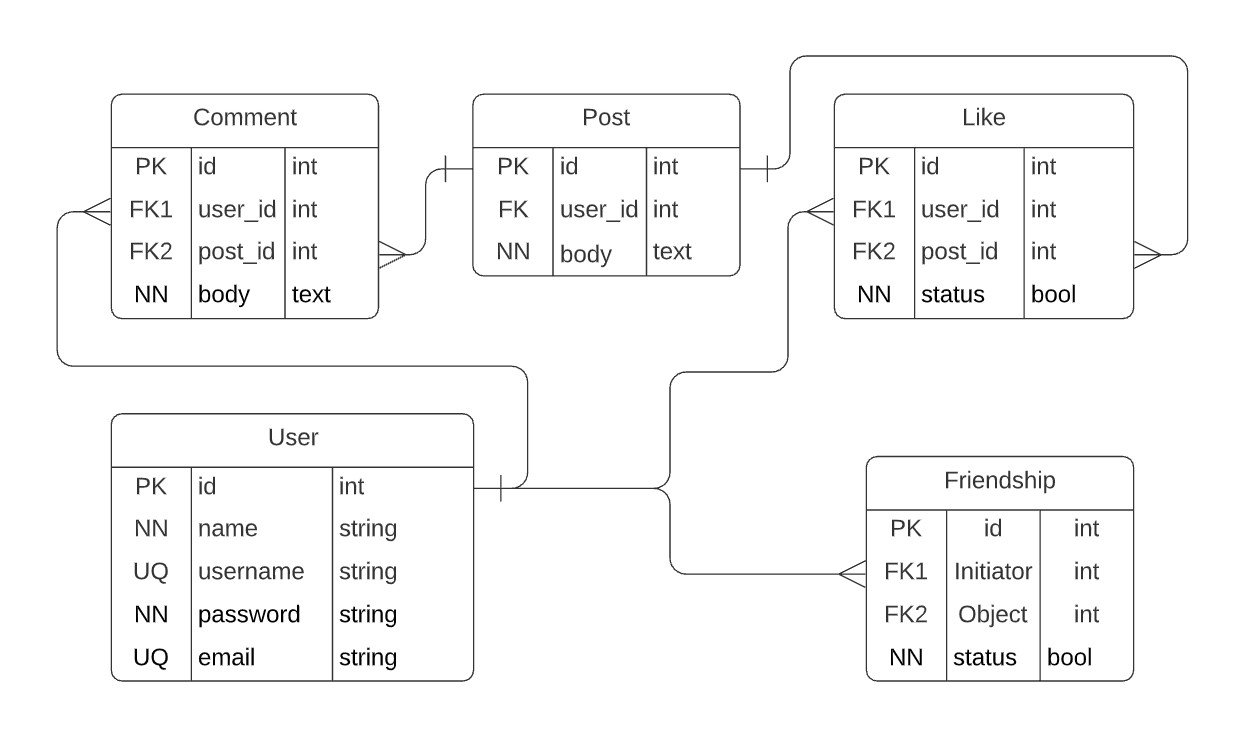 Comment
PK id int
FK1 user_id int
FK2 post_id int
NN body text
Post
PK id int
FK user_id int
NN body text
Like
PK id int
FK1 user_id int
FK2 post_id int
NN status bool
User
PK id int
NN name string
UQ username string
NN password string
UQ email string
Friendship
PK id int
FK1 Initiator int
FK2 Object int
NN status bool